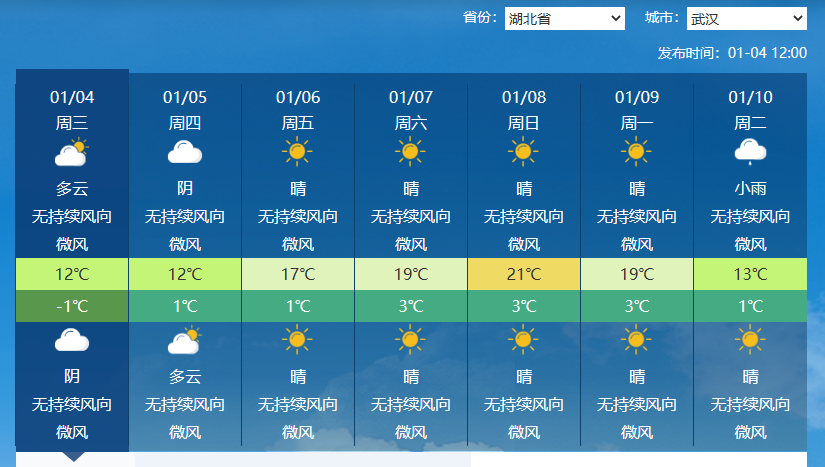 省份：湖北省 城市：武汉
发布时间：01-04 12:00
01/04 01/05 01/06 01/07 01/08 01/09 01/10
周三 周四 周五 周六 周日 周一 周二
多云 阴 晴 晴 晴 晴 小雨
无持续风向 无持续风向 无持续风向 无持续风向 无持续风向 无持续风向 无持续风向
微风 微风 微风 微风 微风 微风 微风
12℃ 12℃ 17℃ 19℃ 21℃ 19℃ 13℃
-1℃ 1℃ 1℃ 3℃ 3℃ 3℃ 1℃
阴 多云 晴 晴 晴 晴 晴
无持续风向 无持续风向 无持续风向 无持续风向 无持续风向 无持续风向 无持续风向
微风 微风 微风 微风 微风 微风 微风